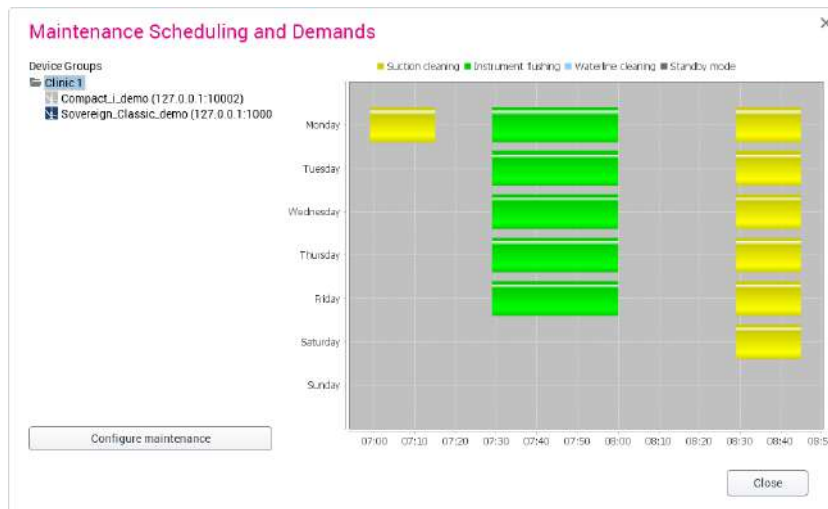 Maintenance Scheduling and Demands
Device Groups
Clinic 1
Compact_i_demo (127.0.0.1:10002)
Sovereign_Classic_demo (127.0.0.1:1000
Suction cleaning Instrument flushing Waterline cleaning Standby mode
Monday
Tuesday
Wednesday
Thursday
Friday
Saturday
Sunday
07:00 07:10 07:20 07:30 07:40 07:50 08:00 08:10 08:20 08:30 08:40 08:5
Configure maintenance
Close